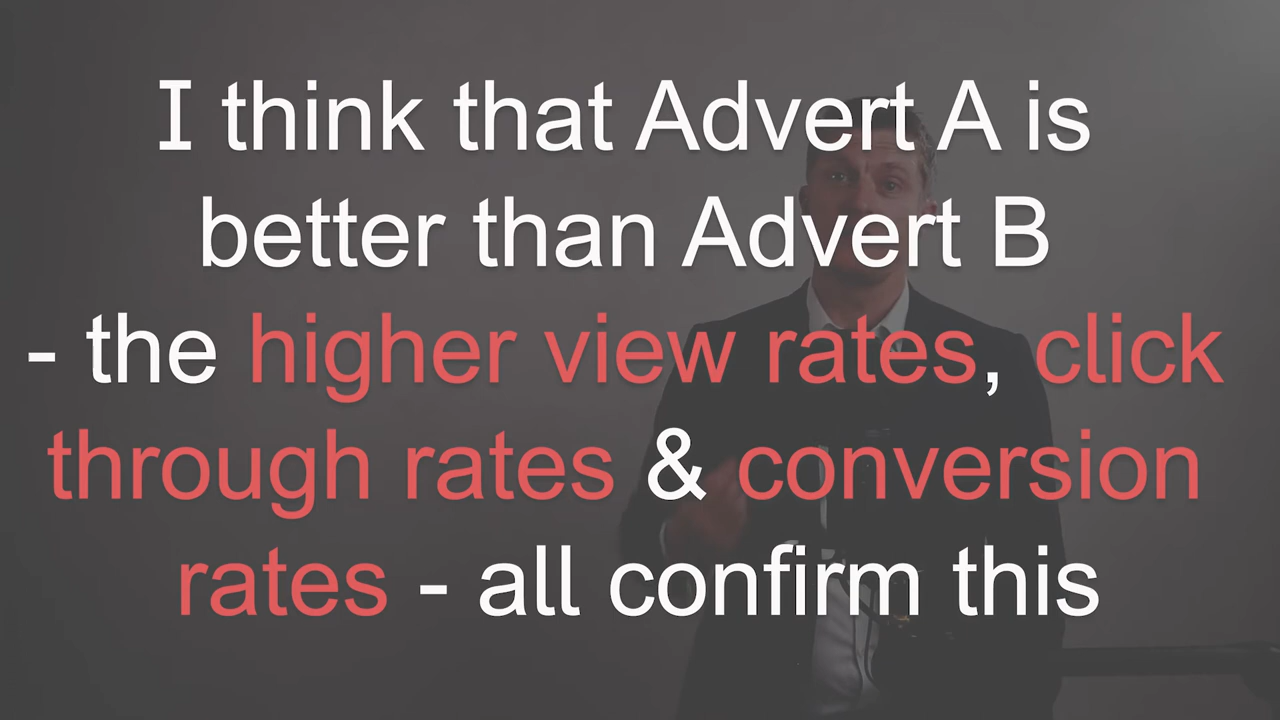 I think that Advert A is
better than Advert B
- the higher view rates, click
through rates & conversion
rates - all confirm this